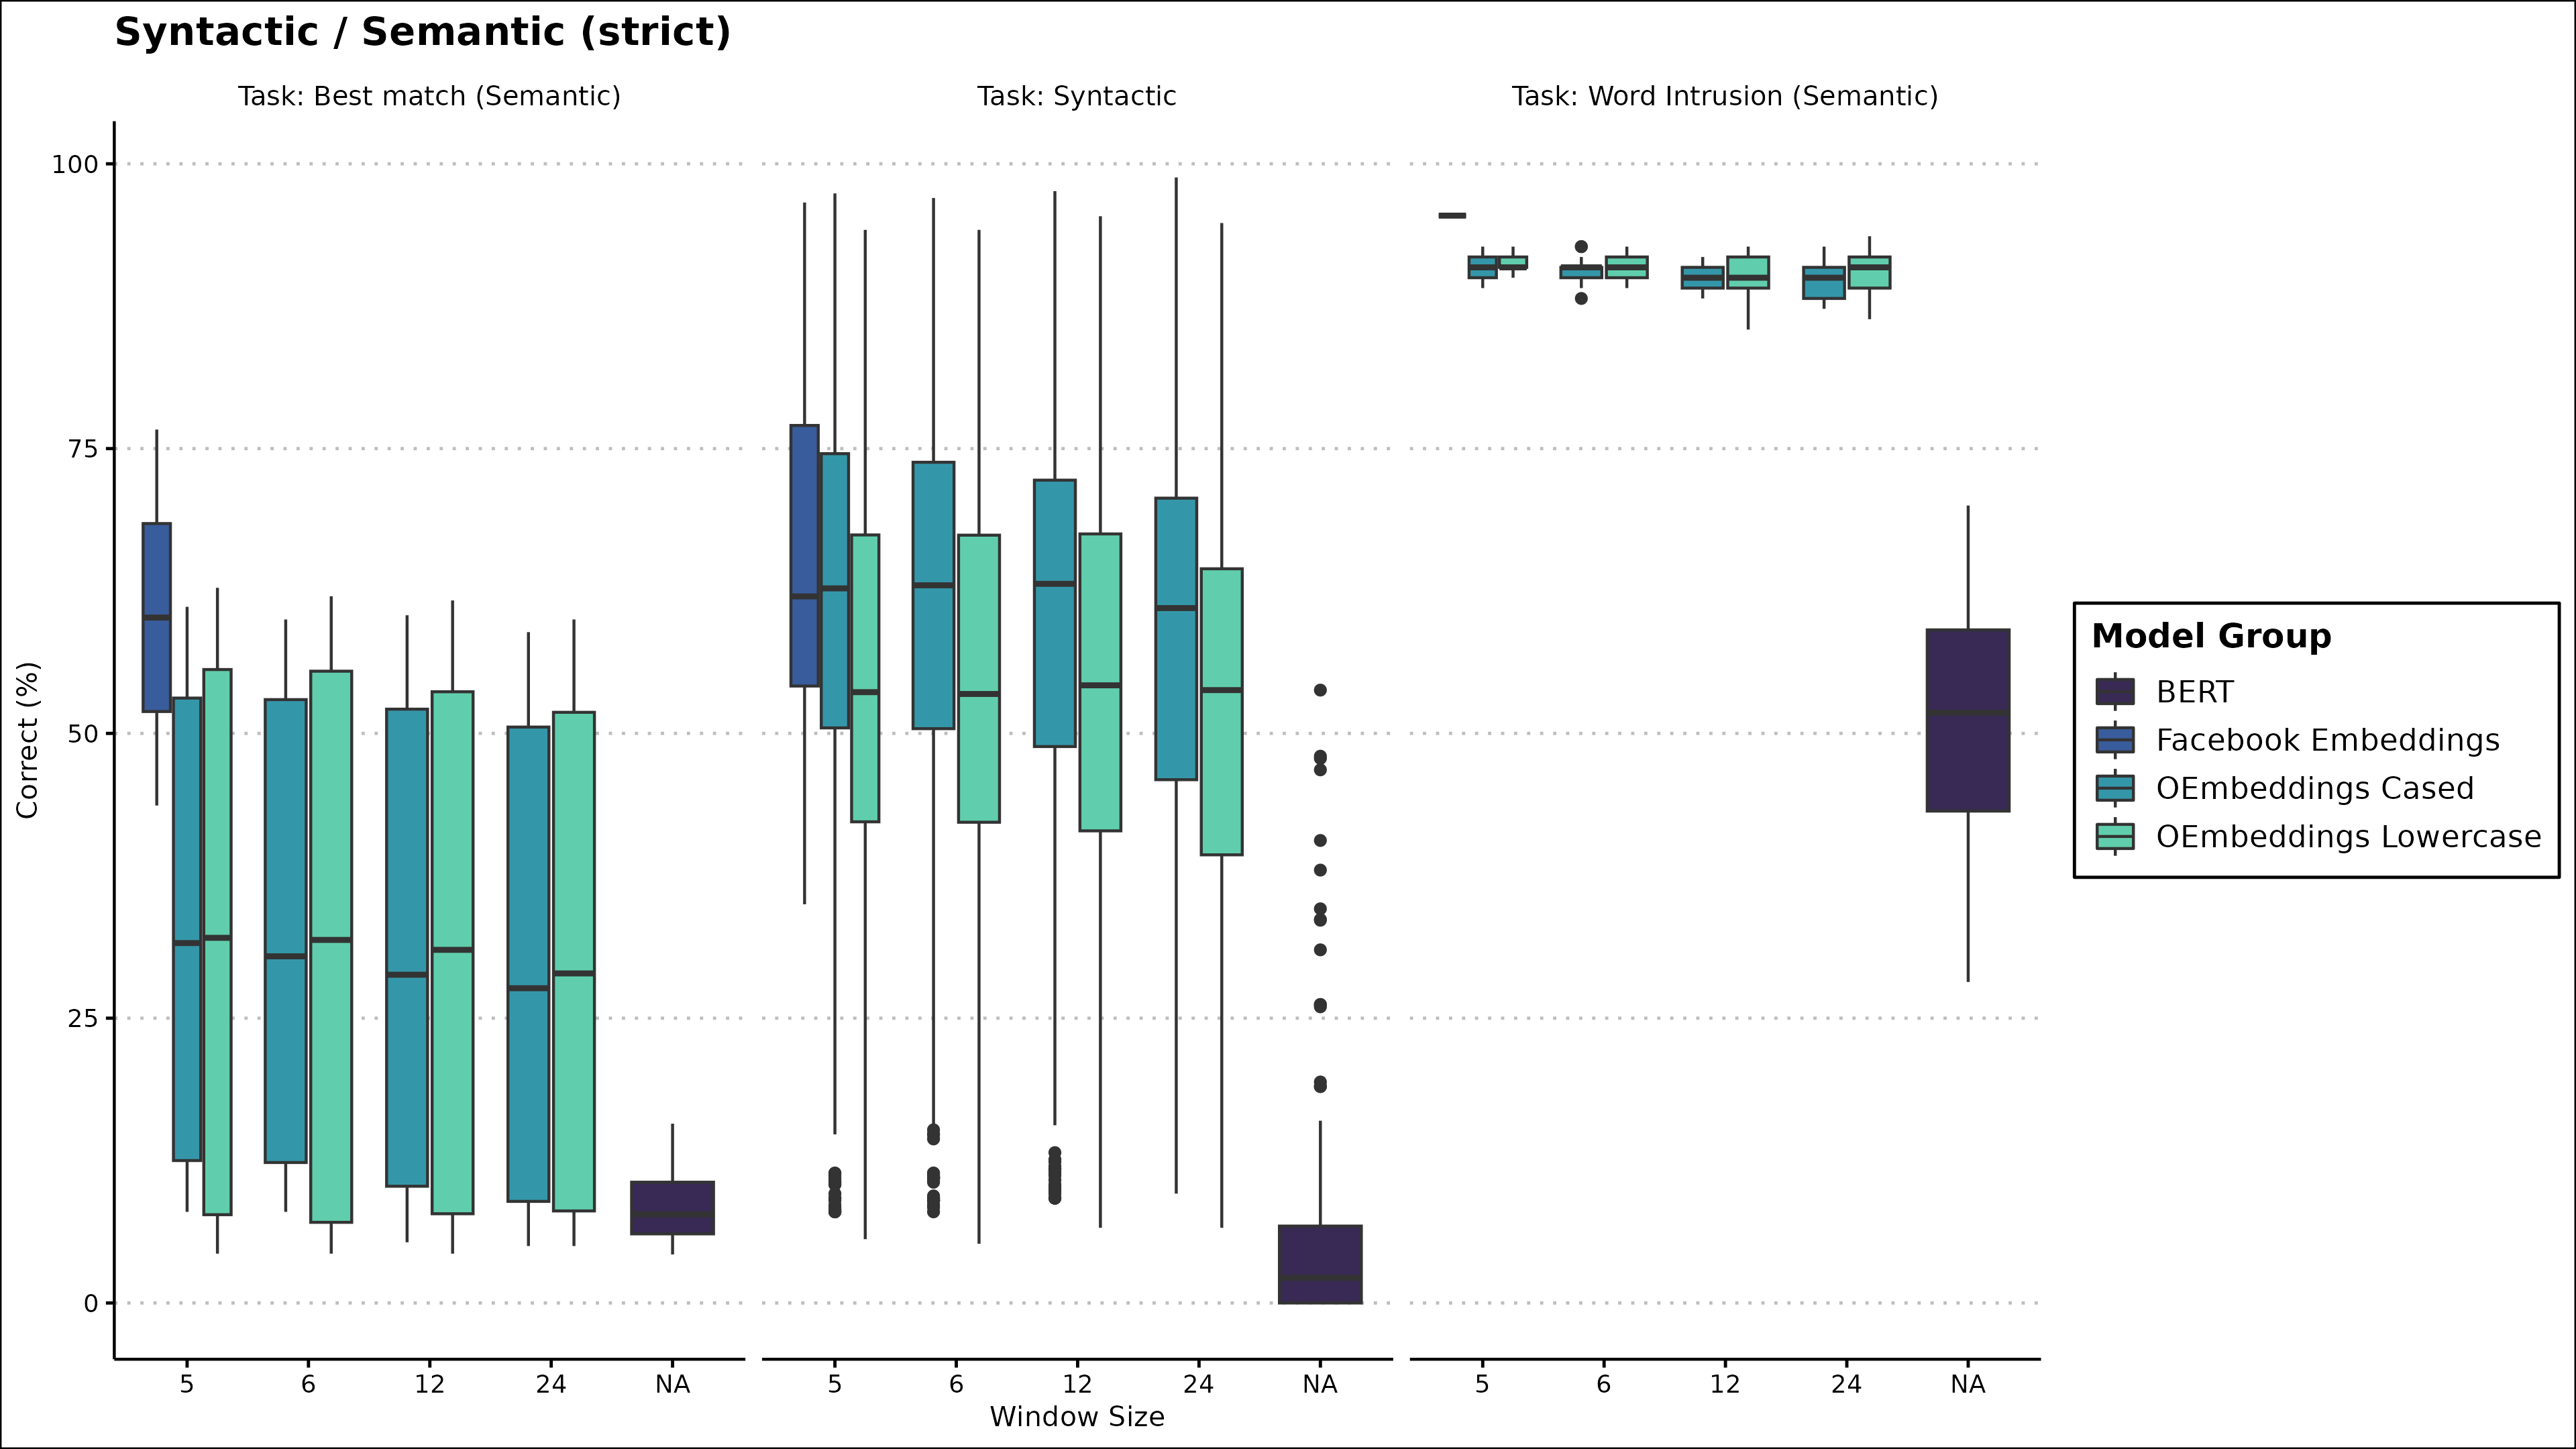 Syntactic / Semantic (strict)
Task: Best match (Semantic)
Task: Syntactic
Task: Word Intrusion (Semantic)
Correct (%)
100
75
50
25
0
5 6 12 24 NA
5 6 12 24 NA
5 6 12 24 NA
Window Size
Model Group
BERT
Facebook Embeddings
OEmbeddings Cased
OEmbeddings Lowercase